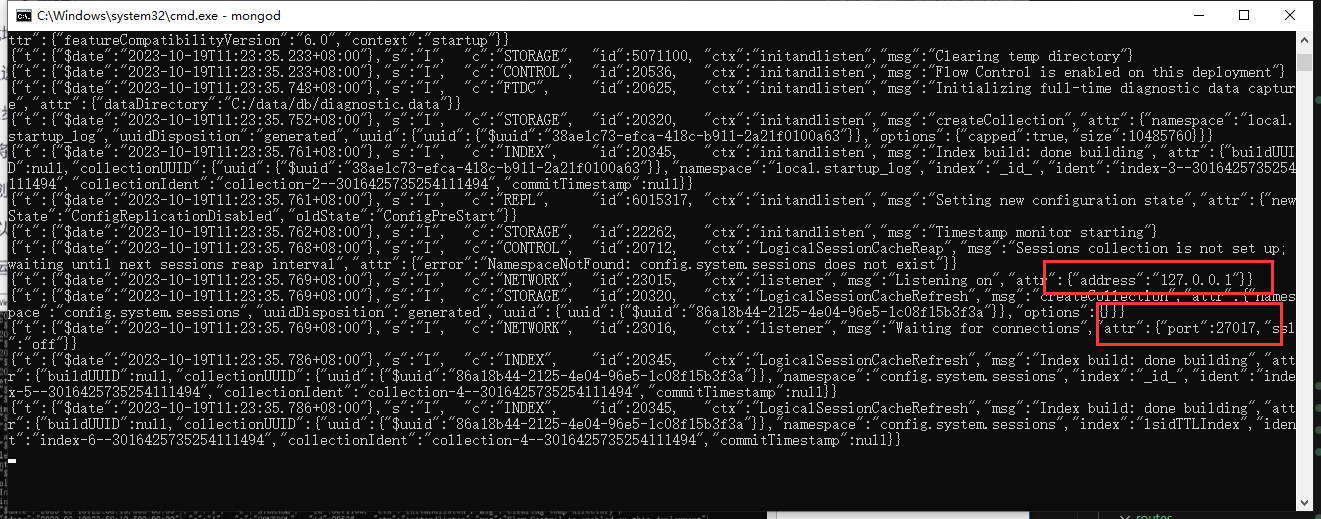 C:\Windows\system32\cmd.exe - mongod
ttr":{"featureCompatibilityVersion":"6.0","context":"startup"}}
{"t":{"$date":"2023-10-19T11:23:35.233+08:00"},"s":"I",  "c":"STORAGE",  "id":5071100, "ctx":"initandlisten","msg":"Clearing temp directory"}
{"t":{"$date":"2023-10-19T11:23:35.233+08:00"},"s":"I",  "c":"CONTROL",  "id":20536,   "ctx":"initandlisten","msg":"Flow Control is enabled on this deployment"}
{"t":{"$date":"2023-10-19T11:23:35.748+08:00"},"s":"I",  "c":"FTDC",     "id":20625,   "ctx":"initandlisten","msg":"Initializing full-time diagnostic data captur
e","attr":{"dataDirectory":"C:/data/db/diagnostic.data"}}
{"t":{"$date":"2023-10-19T11:23:35.752+08:00"},"s":"I",  "c":"STORAGE",  "id":20320,   "ctx":"initandlisten","msg":"createCollection","attr":{"namespace":"local.
startup_log","uuidDisposition":"generated","uuid":{"uuid":{"$uuid":"38ae1c73-efca-418c-b911-2a21f0100a63"}},"options":{"capped":true,"size":10485760}}}
{"t":{"$date":"2023-10-19T11:23:35.761+08:00"},"s":"I",  "c":"INDEX",    "id":20345,   "ctx":"initandlisten","msg":"Index build: done building","attr":{"buildUUI
D":null,"collectionUUID":{"uuid":{"$uuid":"38ae1c73-efca-418c-b911-2a21f0100a63"}},"namespace":"local.startup_log","index":"_id_","ident":"index-3--3016425735254
111494","collectionIdent":"collection-2--3016425735254111494","commitTimestamp":null}}
{"t":{"$date":"2023-10-19T11:23:35.761+08:00"},"s":"I",  "c":"REPL",     "id":6015317, "ctx":"initandlisten","msg":"Setting new configuration state","attr":{"new
State":"ConfigReplicationDisabled","oldState":"ConfigPreStart"}}
{"t":{"$date":"2023-10-19T11:23:35.762+08:00"},"s":"I",  "c":"STORAGE",  "id":22262,   "ctx":"initandlisten","msg":"Timestamp monitor starting"}
{"t":{"$date":"2023-10-19T11:23:35.768+08:00"},"s":"I",  "c":"CONTROL",  "id":20712,   "ctx":"LogicalSessionCacheReap","msg":"Sessions collection is not set up;
waiting until next sessions reap interval","attr":{"error":"NamespaceNotFound: config.system.sessions does not exist"}}
{"t":{"$date":"2023-10-19T11:23:35.769+08:00"},"s":"I",  "c":"NETWORK",  "id":23015,   "ctx":"listener","msg":"Listening on","attr":{"address":"127.0.0.1"}}
{"t":{"$date":"2023-10-19T11:23:35.769+08:00"},"s":"I",  "c":"STORAGE",  "id":20320,   "ctx":"LogicalSessionCacheRefresh","msg":"createCollection","attr":{"names
pace":"config.system.sessions","uuidDisposition":"generated","uuid":{"uuid":{"$uuid":"86a18b44-2125-4e04-96e5-1c08f15b3f3a"}},"options":{}}}
{"t":{"$date":"2023-10-19T11:23:35.769+08:00"},"s":"I",  "c":"NETWORK",  "id":23016,   "ctx":"listener","msg":"Waiting for connections","attr":{"port":27017,"ssl
":"off"}}
{"t":{"$date":"2023-10-19T11:23:35.786+08:00"},"s":"I",  "c":"INDEX",    "id":20345,   "ctx":"LogicalSessionCacheRefresh","msg":"Index build: done building","att
r":{"buildUUID":null,"collectionUUID":{"uuid":{"$uuid":"86a18b44-2125-4e04-96e5-1c08f15b3f3a"}},"namespace":"config.system.sessions","index":"_id_","ident":"inde
x-5--3016425735254111494","collectionIdent":"collection-4--3016425735254111494","commitTimestamp":null}}
{"t":{"$date":"2023-10-19T11:23:35.786+08:00"},"s":"I",  "c":"INDEX",    "id":20345,   "ctx":"LogicalSessionCacheRefresh","msg":"Index build: done building","att
r":{"buildUUID":null,"collectionUUID":{"uuid":{"$uuid":"86a18b44-2125-4e04-96e5-1c08f15b3f3a"}},"namespace":"config.system.sessions","index":"lsidTTLIndex","iden
t":"index-6--3016425735254111494","collectionIdent":"collection-4--3016425735254111494","commitTimestamp":null}}
routes